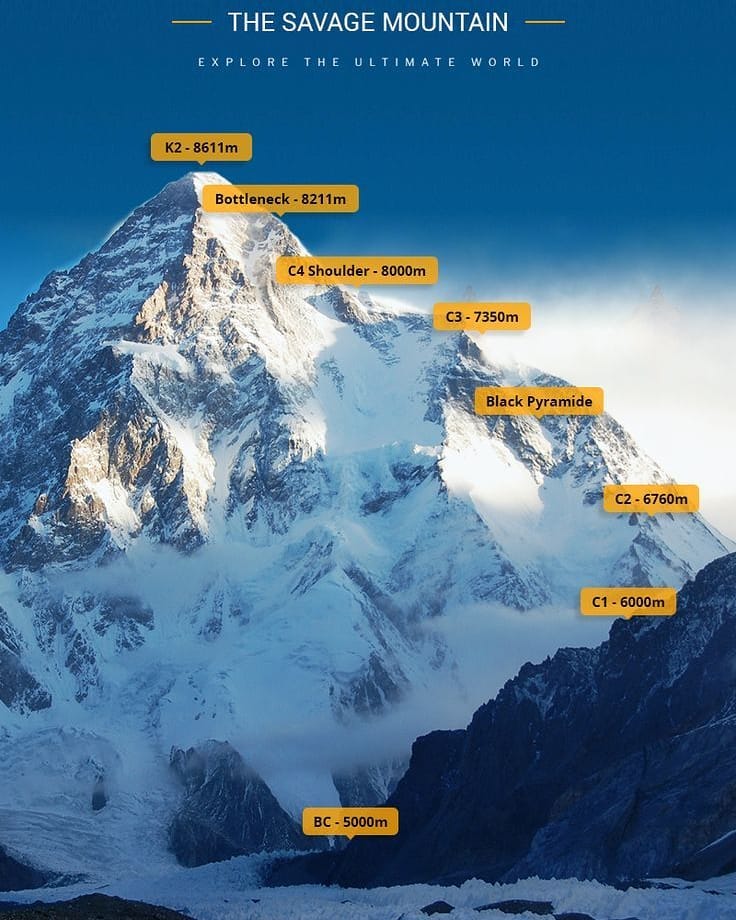 THE SAVAGE MOUNTAIN
EXPLORE THE ULTIMATE WORLD
K2 - 8611m
Bottleneck - 8211m
C4 Shoulder - 8000m
C3 - 7350m
Black Pyramide
C2 - 6760m
C1 - 6000m
BC - 5000m